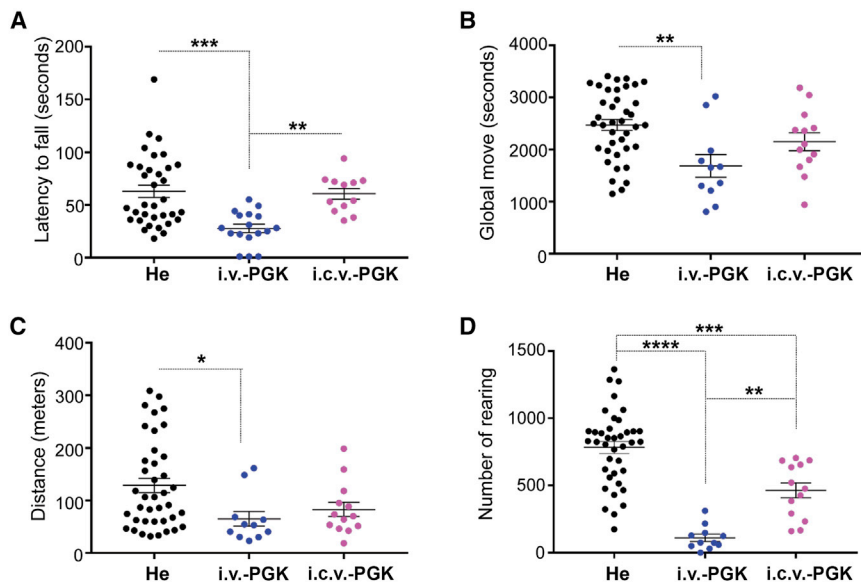 A
Latency to fall (seconds)
200
150
100
50
0
***
**
He
i.v.-PGK
i.c.v.-PGK
B
Global move (seconds)
4000
3000
2000
1000
0
**
He
i.v.-PGK
i.c.v.-PGK
C
Distance (meters)
400
300
200
100
0
*
He
i.v.-PGK
i.c.v.-PGK
D
Number of rearing
1500
1000
500
0
***
****
**
He
i.v.-PGK
i.c.v.-PGK